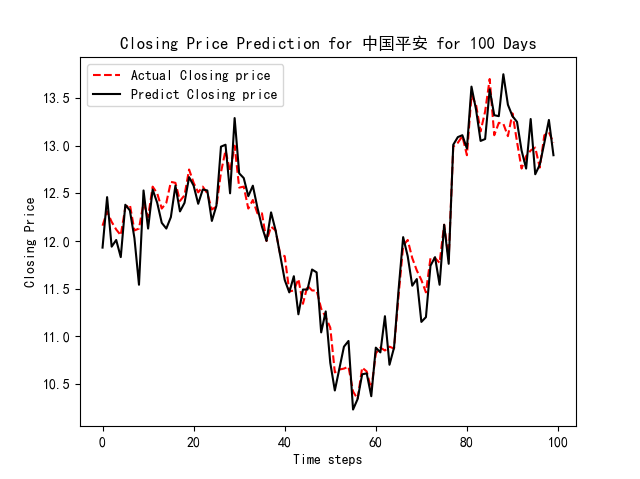 Closing Price Prediction for 中国平安 for 100 Days
Actual Closing price
Predict Closing price
Closing Price
13.5
13.0
12.5
12.0
11.5
11.0
10.5
0 20 40 60 80 100
Time steps